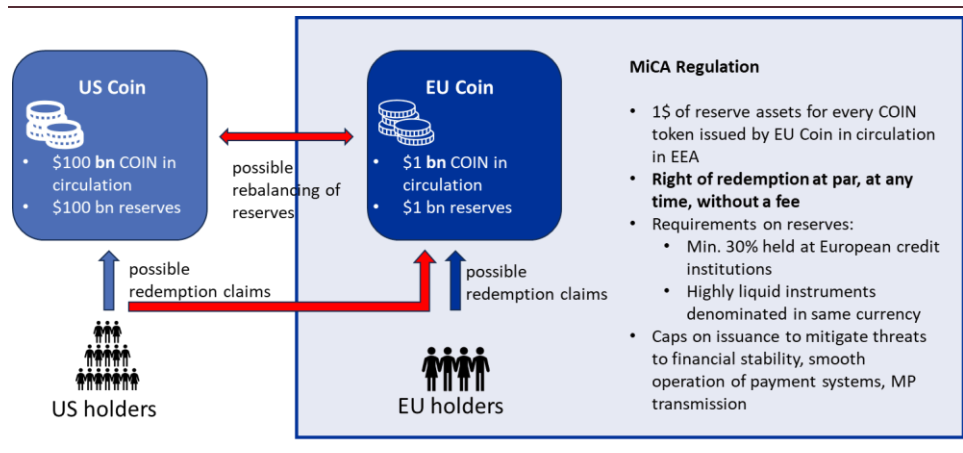 US Coin
• $100 bn COIN in
circulation
• $100 bn reserves
possible
rebalancing of
reserves
EU Coin
• $1 bn COIN in
circulation
• $1 bn reserves
possible
redemption claims
possible
redemption claims
US holders
EU holders
MiCA Regulation
• 1$ of reserve assets for every COIN
token issued by EU Coin in circulation
in EEA
• Right of redemption at par, at any
time, without a fee
• Requirements on reserves:
• Min. 30% held at European credit
institutions
• Highly liquid instruments
denominated in same currency
• Caps on issuance to mitigate threats
to financial stability, smooth
operation of payment systems, MP
transmission